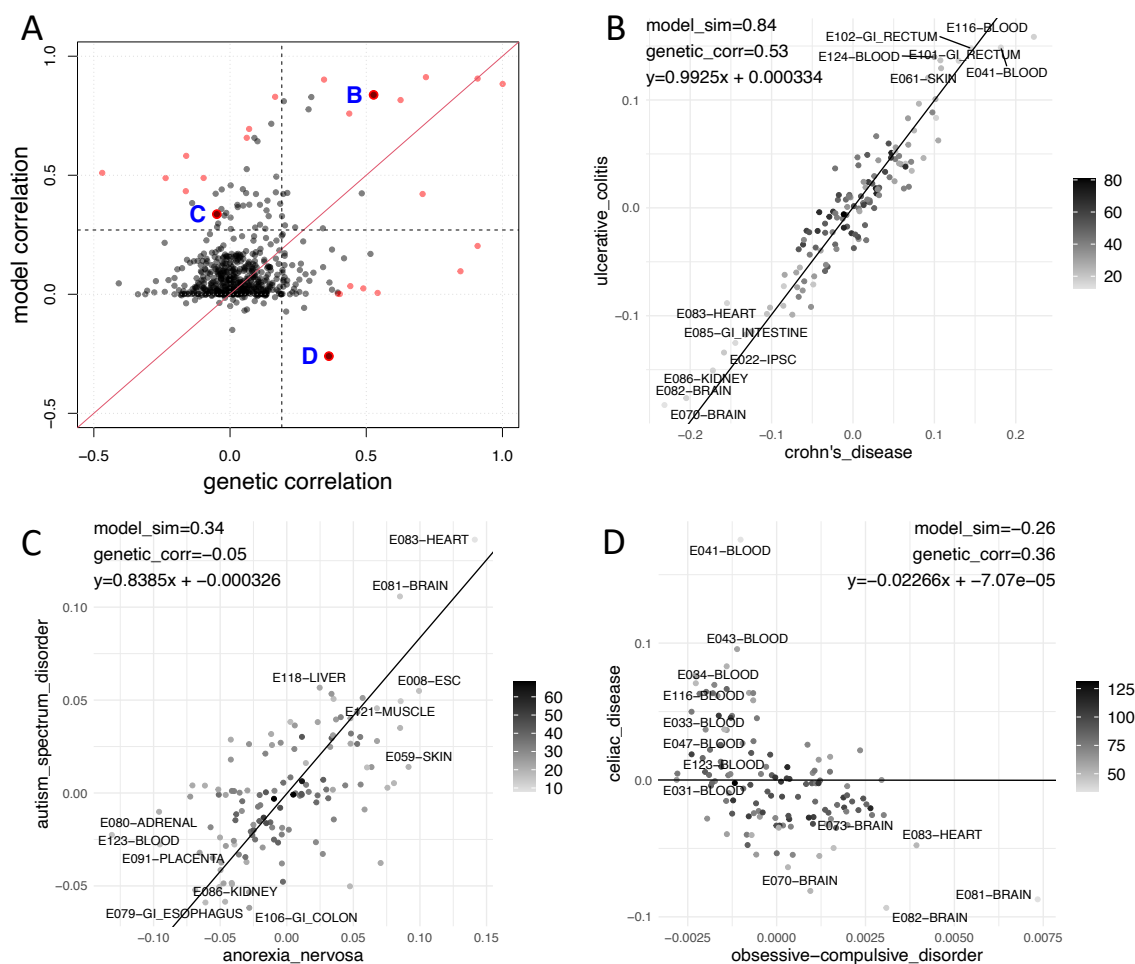 A
1.0
0.5
0.0
−0.5
model correlation
B
C
D
−0.5
0.0
0.5
1.0
genetic correlation
B
model_sim=0.84
genetic_corr=0.53
y=0.9925x + 0.000334
E116−BLOOD
E102−GI_RECTUM
E124−BLOOD
E101−GI_RECTUM
E061−SKIN
E041−BLOOD
0.1
0.0
−0.1
ulcerative_colitis
E083−HEART
E085−GI_INTESTINE
E022−IPSC
E086−KIDNEY
E082−BRAIN
E070−BRAIN
−0.2
−0.1
0.0
0.1
0.2
crohn's_disease
80
60
40
20
C
model_sim=0.34
genetic_corr=−0.05
y=0.8385x + −0.000326
E083−HEART
E081−BRAIN
E118−LIVER
E008−ESC
E121−MUSCLE
E059−SKIN
E080−ADRENAL
E123−BLOOD
E091−PLACENTA
E086−KIDNEY
E079−GI_ESOPHAGUS
E106−GI_COLON
0.10
0.05
0.00
−0.05
autism_spectrum_disorder
−0.10
−0.05
0.00
0.05
0.10
0.15
anorexia_nervosa
60
50
40
30
20
10
D
model_sim=−0.26
genetic_corr=0.36
y=−0.02266x + −7.07e−05
E041−BLOOD
E043−BLOOD
E034−BLOOD
E116−BLOOD
E033−BLOOD
E047−BLOOD
E123−BLOOD
E031−BLOOD
E073−BRAIN
E083−HEART
E070−BRAIN
E081−BRAIN
E082−BRAIN
0.1
0.0
−0.1
celiac_disease
−0.0025
0.0000
0.0025
0.0050
0.0075
obsessive−compulsive_disorder
125
100
75
50